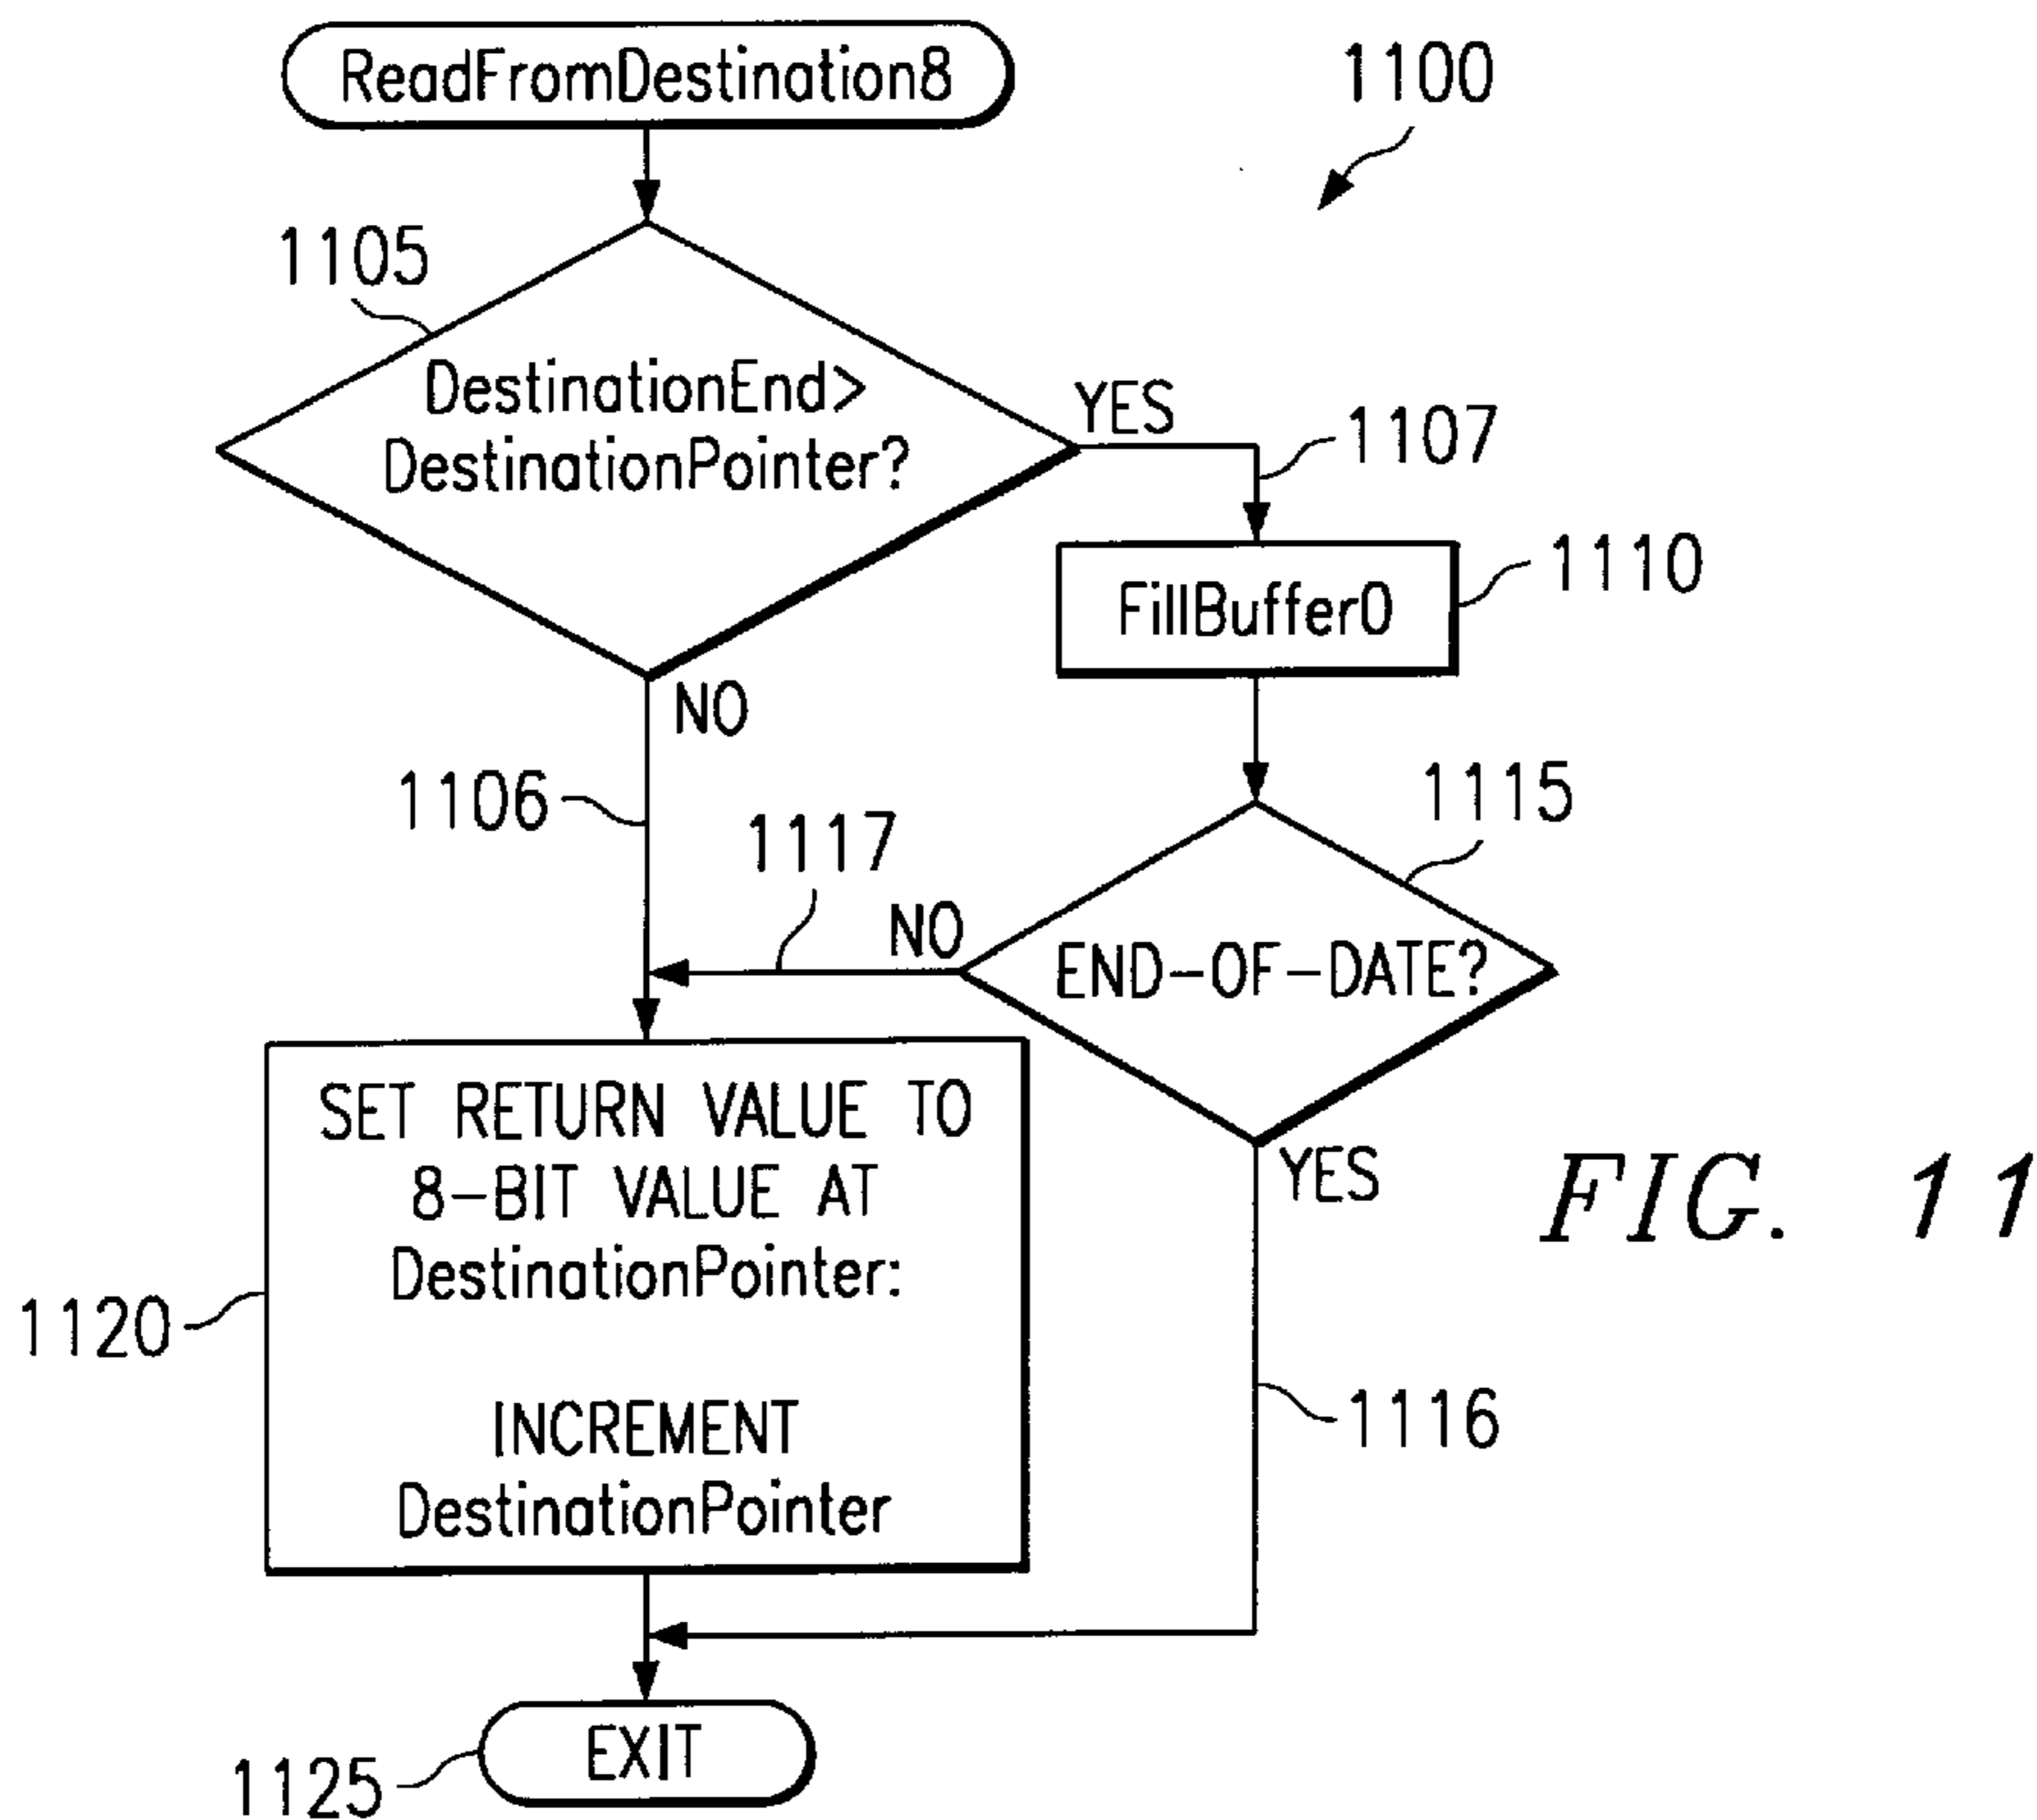 ReadFromDestination8
1100
1105
DestinationEnd>
DestinationPointer?
YES
1107
FillBuffer0
1110
NO
1106
1117
1115
NO
END-OF-DATE?
YES
SET RETURN VALUE TO
8-BIT VALUE AT
DestinationPointer:
INCREMENT
DestinationPointer
1120
1116
FIG. 11
EXIT
1125